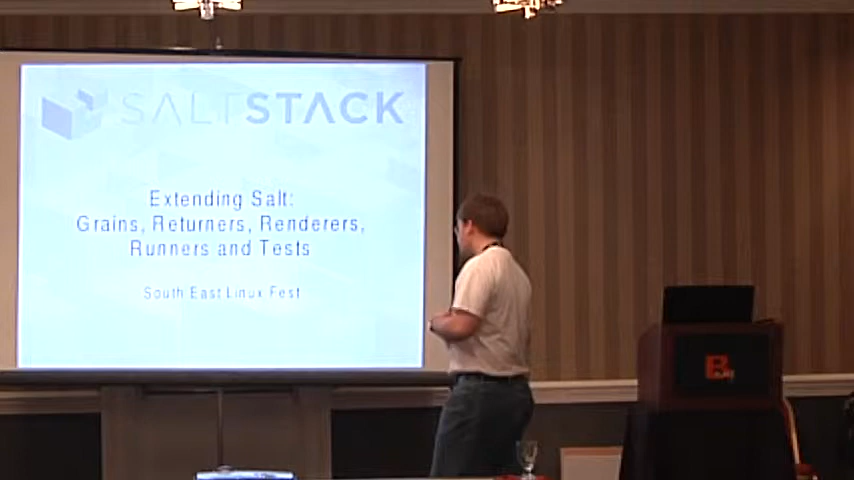 SALTSTACK
Extending Salt:
Grains, Returners, Renderers,
Runners and Tests
South East Linux Fest